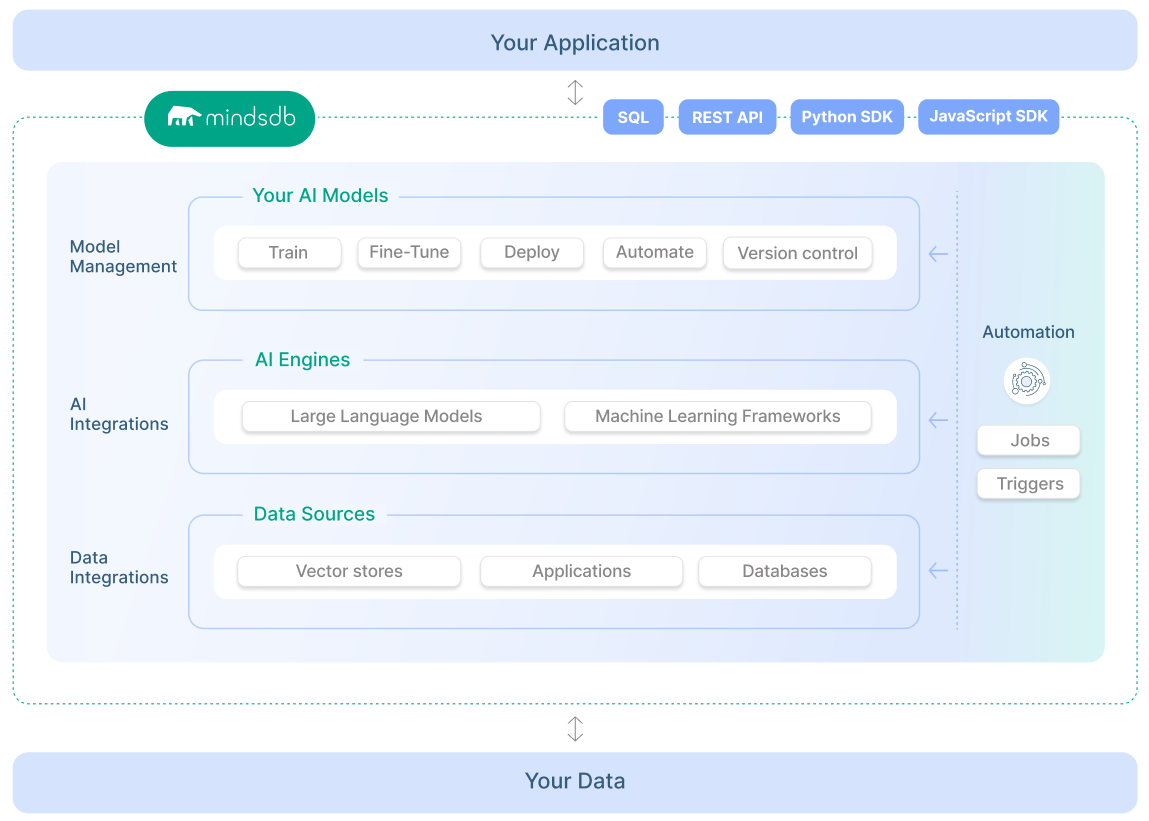 Your Application
mindsdb
SQL
REST API
Python SDK
JavaScript SDK
Your AI Models
Model
Management
Train
Fine-Tune
Deploy
Automate
Version control
AI Engines
AI
Integrations
Large Language Models
Machine Learning Frameworks
Data Sources
Data
Integrations
Vector stores
Applications
Databases
Automation
Jobs
Triggers
Your Data